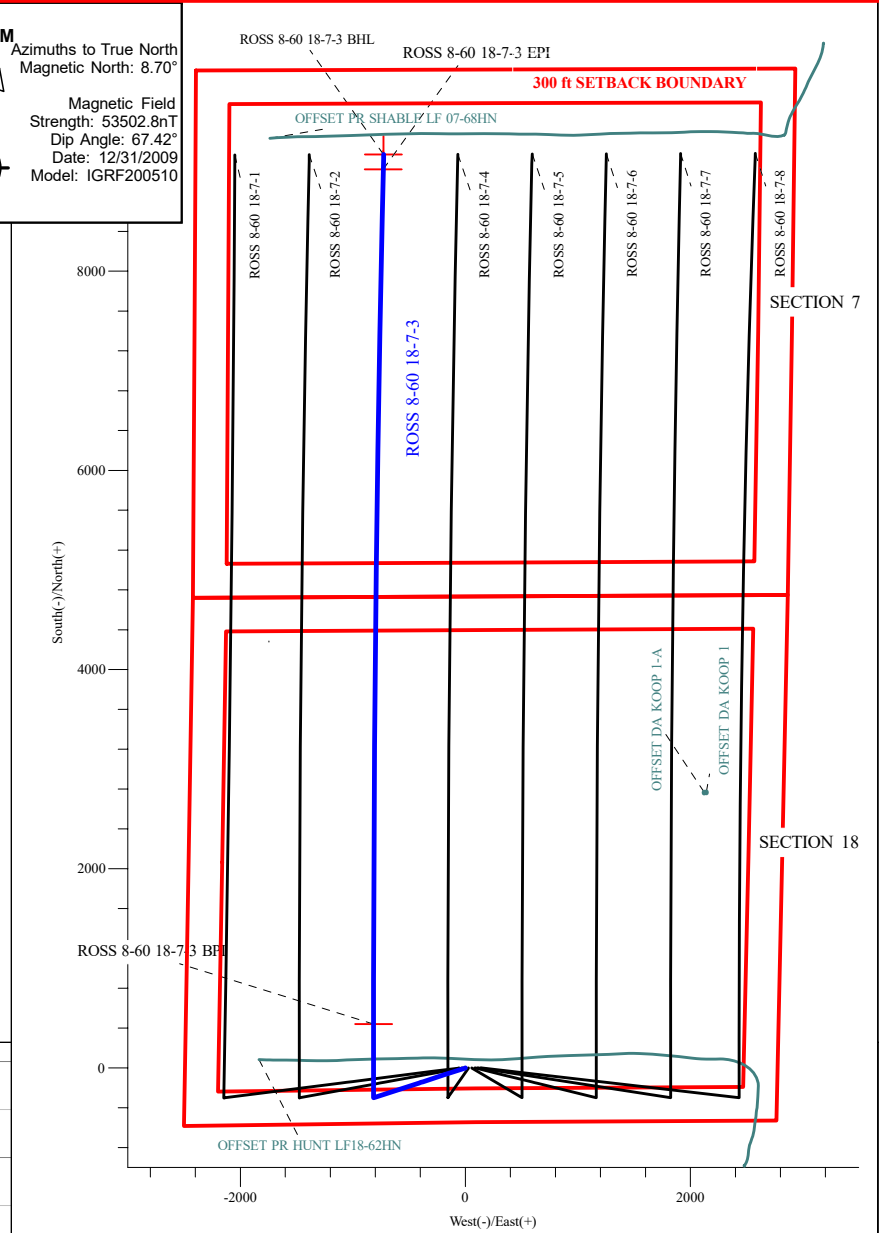 M
Azimuths to True North
Magnetic North: 8.70°
Magnetic Field
Strength: 53502.8nT
Dip Angle: 67.42°
Date: 12/31/2009
Model: IGRF200510
ROSS 8-60 18-7-3 BHL
ROSS 8-60 18-7-3 EPI
300 ft SETBACK BOUNDARY
OFFSET PR SHABLE LF 07-68HN
ROSS 8-60 18-7-1
ROSS 8-60 18-7-2
ROSS 8-60 18-7-3
ROSS 8-60 18-7-4
ROSS 8-60 18-7-5
ROSS 8-60 18-7-6
ROSS 8-60 18-7-7
ROSS 8-60 18-7-8
SECTION 7
8000
6000
4000
2000
0
South(-)/North(+)
OFFSET DA KOOP 1-A
OFFSET DA KOOP 1
SECTION 18
ROSS 8-60 18-7-3 BPI
OFFSET PR HUNT LF18-62HN
-2000
0
2000
West(-)/East(+)